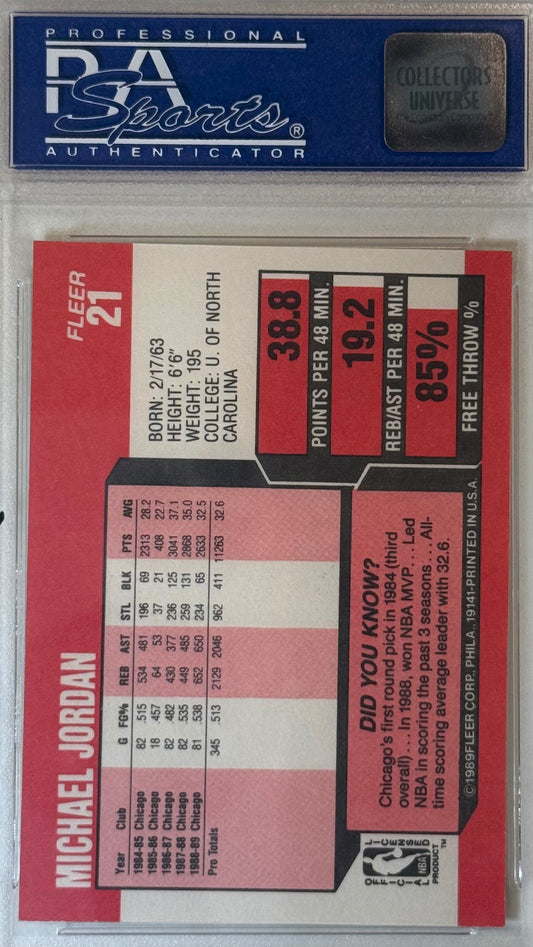 PROFESSIONAL
PSA
Sports®
AUTHENTICATOR
COLLECTORS
UNIVERSE
MICHAEL JORDAN
FLEER
21
Year Club G FG% REB AST STL BLK PTS AVG
1984-85 Chicago 82 .515 534 481 196 69 2313 28.2
1985-86 Chicago 18 .457 64 53 37 21 408 22.7
1986-87 Chicago 82 .482 430 377 236 125 3041 37.1
1987-88 Chicago 82 .535 449 485 259 131 2868 35.0
1988-89 Chicago 81 .538 652 650 234 65 2633 32.5
Pro Totals 345 .513 2129 2046 962 411 11263 32.6
BORN: 2/17/63
HEIGHT: 6'6"
WEIGHT: 195
COLLEGE: U. OF NORTH
CAROLINA
38.8
POINTS PER 48 MIN.
19.2
REB/AST PER 48 MIN.
85%
FREE THROW %
DID YOU KNOW?
Chicago's first round pick in 1984 (third
overall) . . . In 1988, won NBA MVP . . . Led
NBA in scoring the past 3 seasons . . . All-
time scoring average leader with 32.6.
OFFICIAL
LICENSED
NBA
PRODUCT™
©1989 FLEER CORP., PHILA., 19141-PRINTED IN U.S.A.